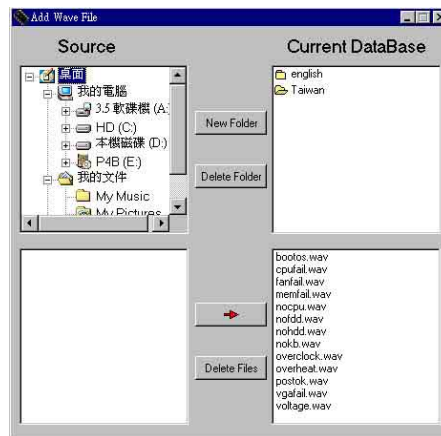 Add Wave File
Source
Current DataBase
桌面
我的電腦
3.5 軟碟機 (A:
HD (C:)
本機磁碟 (D:)
P4B (E:)
我的文件
My Music
My Pictures
New Folder
Delete Folder
english
Taiwan
Delete Files
bootos.wav
cpufail.wav
fanfail.wav
memfail.wav
nocpu.wav
nofdd.wav
nohdd.wav
nokb.wav
overclock.wav
overheat.wav
postok.wav
vgafail.wav
voltage.wav